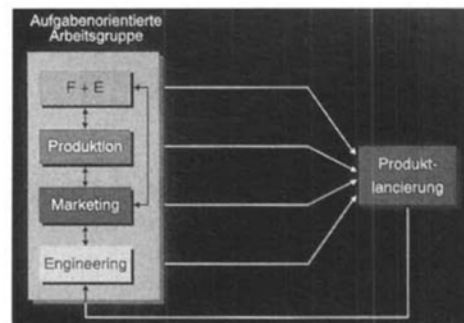 Aufgabenorientierte
Arbeitsgruppe
F + E
Produktion
Marketing
Engineering
Produkt-
lancierung